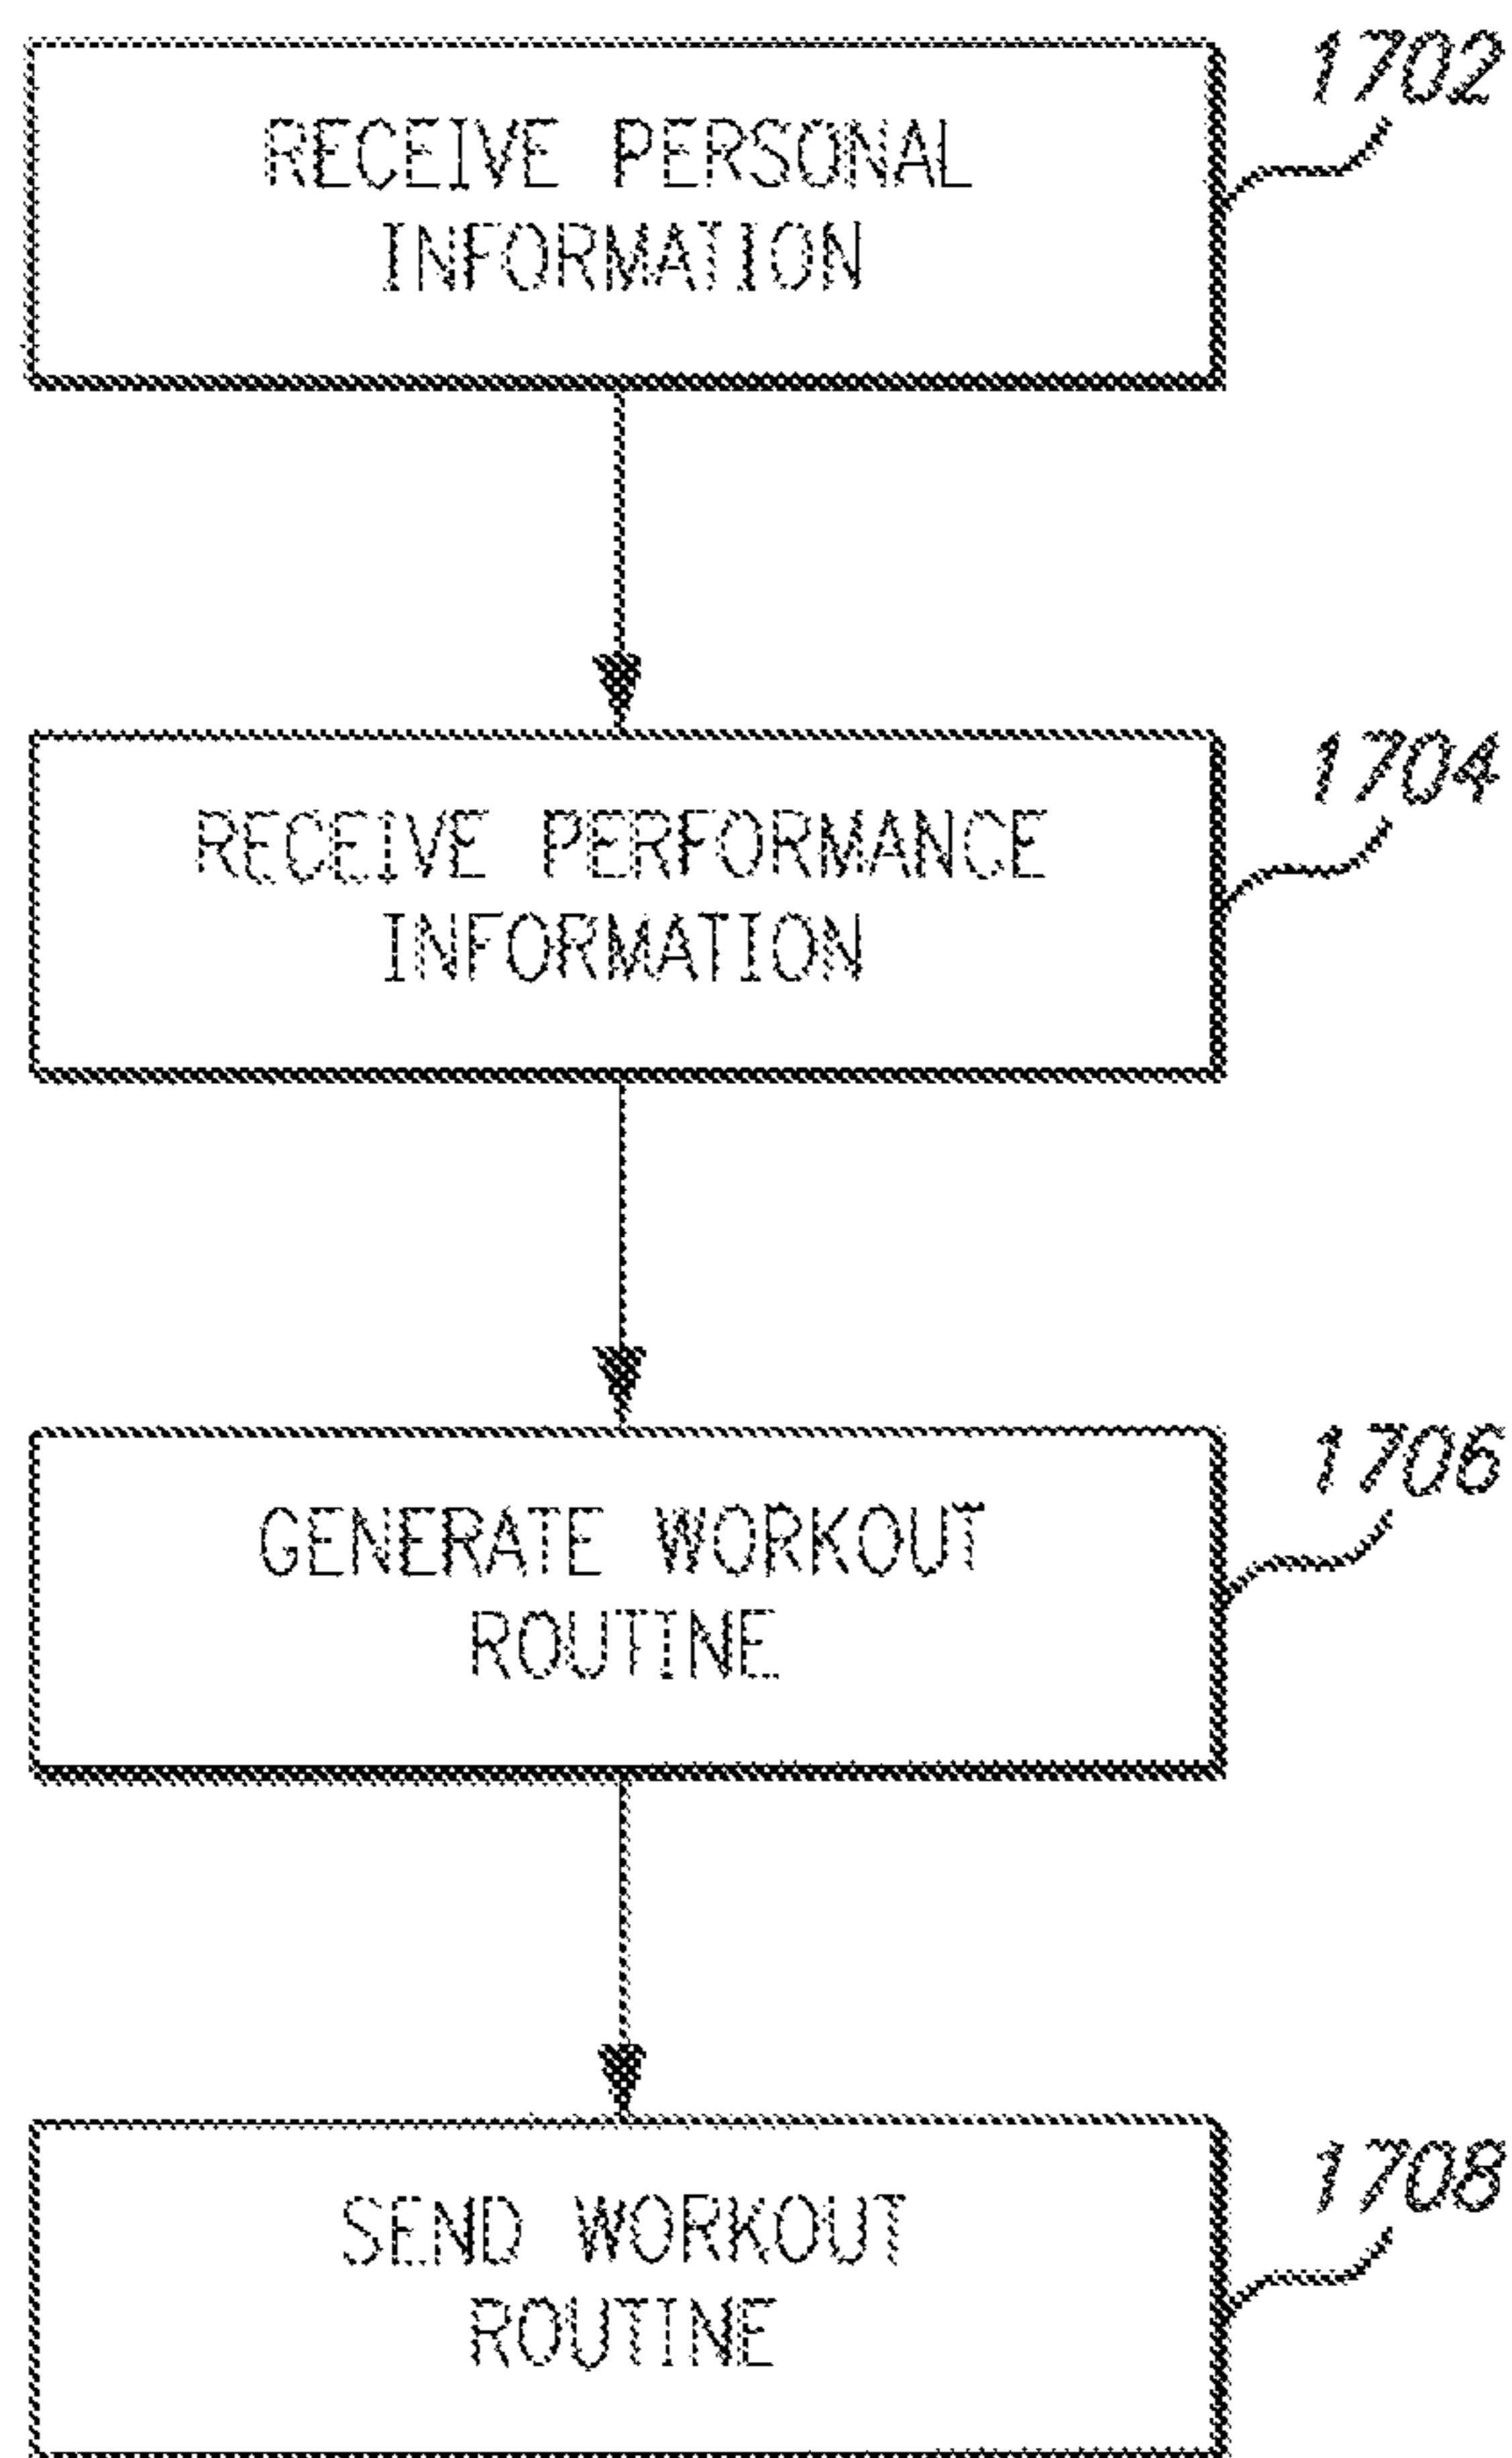 1702
RECEIVE PERSONAL
INFORMATION
1704
RECEIVE PERFORMANCE
INFORMATION
1706
GENERATE WORKOUT
ROUTINE
1708
SEND WORKOUT
ROUTINE